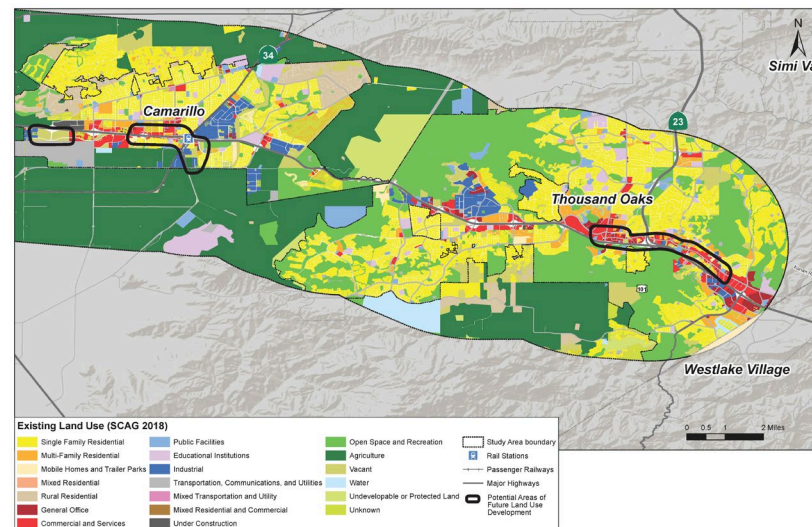 34
N
Simi Va
Camarillo
23
Thousand Oaks
101
Westlake Village
0 0.5 1 2 Miles
Existing Land Use (SCAG 2018)
Single Family Residential
Multi-Family Residential
Mobile Homes and Trailer Parks
Mixed Residential
Rural Residential
General Office
Commercial and Services
Public Facilities
Educational Institutions
Industrial
Transportation, Communications, and Utilities
Mixed Transportation and Utility
Mixed Residential and Commercial
Under Construction
Open Space and Recreation
Agriculture
Vacant
Water
Undevelopable or Protected Land
Unknown
Study Area boundary
Rail Stations
Passenger Railways
Major Highways
Potential Areas of
Future Land Use
Development